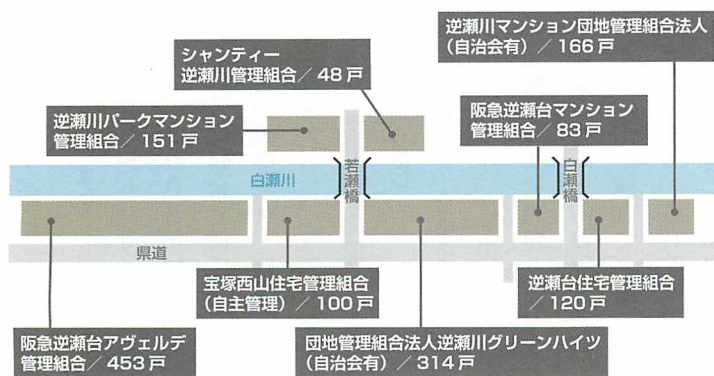 逆瀬川マンション団地管理組合法人
(自治会有)/166戸
シャンティー
逆瀬川管理組合/48戸
逆瀬川パークマンション
管理組合/151戸
阪急逆瀬台マンション
管理組合/83戸
白瀬川
若瀬橋
白瀬橋
県道
宝塚西山住宅管理組合
(自主管理)/100戸
逆瀬台住宅管理組合
/120戸
阪急逆瀬台アヴェルデ
管理組合/453戸
団地管理組合法人逆瀬川グリーンハイツ
(自治会有)/314戸